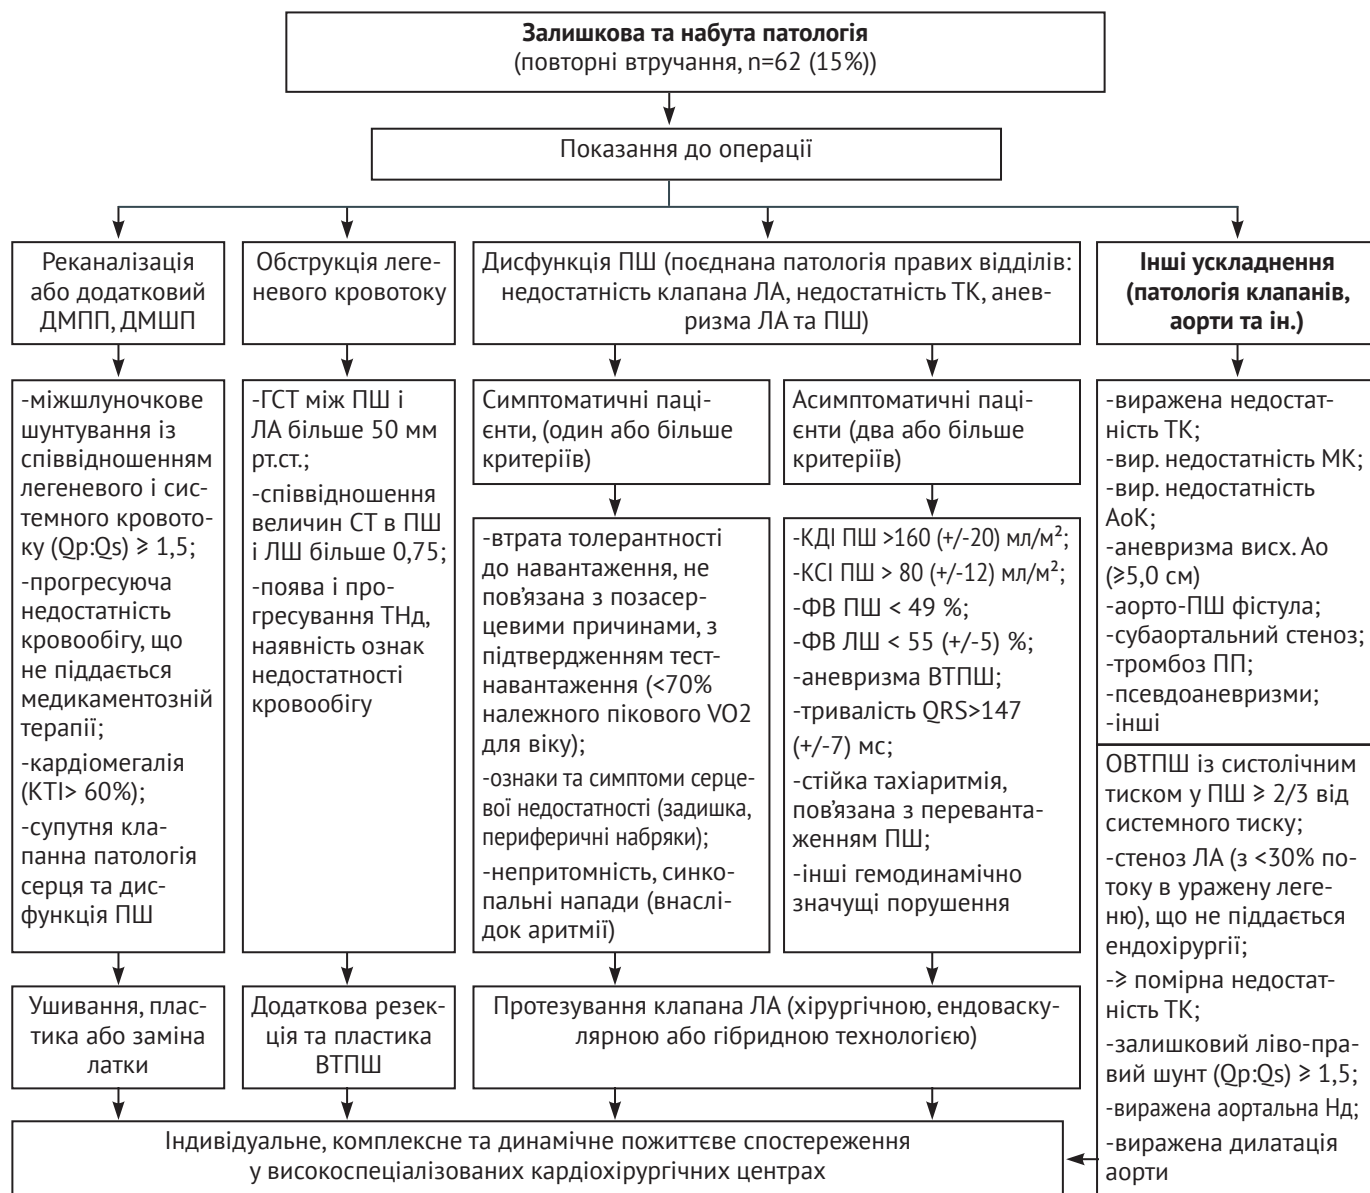 Залишкова та набута патологія
(повторні втручання, n=62 (15%))
Показання до операції
Реканалізація
або додатковий
ДМПП, ДМШП
Обструкція леге-
невого кровотоку
Дисфункція ПШ (поєднана патологія правих відділів:
недостатність клапана ЛА, недостатність ТК, анев-
ризма ЛА та ПШ)
Інші ускладнення
(патологія клапанів,
аорти та ін.)
-міжшлуночкове
шунтування із
співвідношенням
легеневого і сис-
темного кровото-
ку (Qp:Qs) ≥ 1,5;
-прогресуюча
недостатність
кровообігу, що
не піддається
медикаментозній
терапії;
-кардіомегалія
(КТІ> 60%);
-супутня кла-
панна патологія
серця та дис-
функція ПШ
-ГСТ між ПШ і
ЛА більше 50 мм
рт.ст.;
-співвідношення
величин СТ в ПШ
і ЛШ більше 0,75;
-поява і про-
гресування ТНд,
наявність ознак
недостатності
кровообігу
Симптоматичні паці-
єнти, (один або більше
критеріїв)
-втрата толерантності
до навантаження, не
пов'язана з позасер-
цевими причинами, з
підтвердженням тест-
навантаження (<70%
належного пікового VO2
для віку);
-ознаки та симптоми серце-
вої недостатності (задишка,
периферичні набряки);
-непритомність, синко-
пальні напади (внаслі-
док аритмії)
Асимптоматичні паці-
єнти (два або більше
критеріїв)
-КДІ ПШ >160 (+/-20) мл/м²;
-КСІ ПШ > 80 (+/-12) мл/м²;
-ФВ ПШ < 49 %;
-ФВ ЛШ < 55 (+/-5) %;
-аневризма ВТПШ;
-тривалість QRS>147
(+/-7) мс;
-стійка тахіаритмія,
пов'язана з переванта-
женням ПШ;
-інші гемодинамічно
значущі порушення
-виражена недостат-
ність ТК;
-вир. недостатність МК;
-вир. недостатність
АоК;
-аневризма висх. Ао
(≥5,0 см)
-аорто-ПШ фістула;
-субаортальний стеноз;
-тромбоз ПП;
-псевдоаневризми;
-інші
ОВТПШ із систолічним
тиском у ПШ ≥ 2/3 від
системного тиску;
-стеноз ЛА (з <30% по-
току в уражену леге-
ню), що не піддається
ендохірургії;
-≥ помірна недостат-
ність ТК;
-залишковий ліво-пра-
вий шунт (Qp:Qs) ≥ 1,5;
-виражена аортальна Нд;
-виражена дилатація
аорти
Ушивання, плас-
тика або заміна
латки
Додаткова резек-
ція та пластика
ВТПШ
Протезування клапана ЛА (хірургічною, ендоваску-
лярною або гібридною технологією)
Індивідуальне, комплексне та динамічне пожиттєве спостереження
у високоспеціалізованих кардіохірургічних центрах